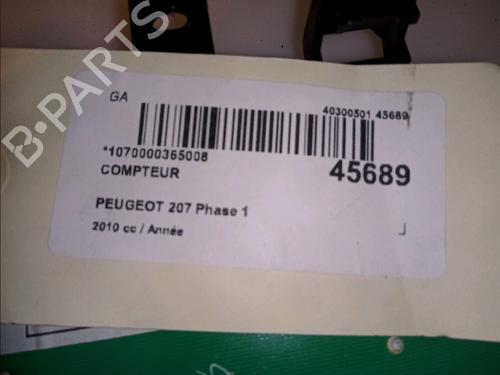 GA
40300501 45689
*1070000365008
45689
COMPTEUR
PEUGEOT 207 Phase 1
2010 cc / Année
B-PARTS